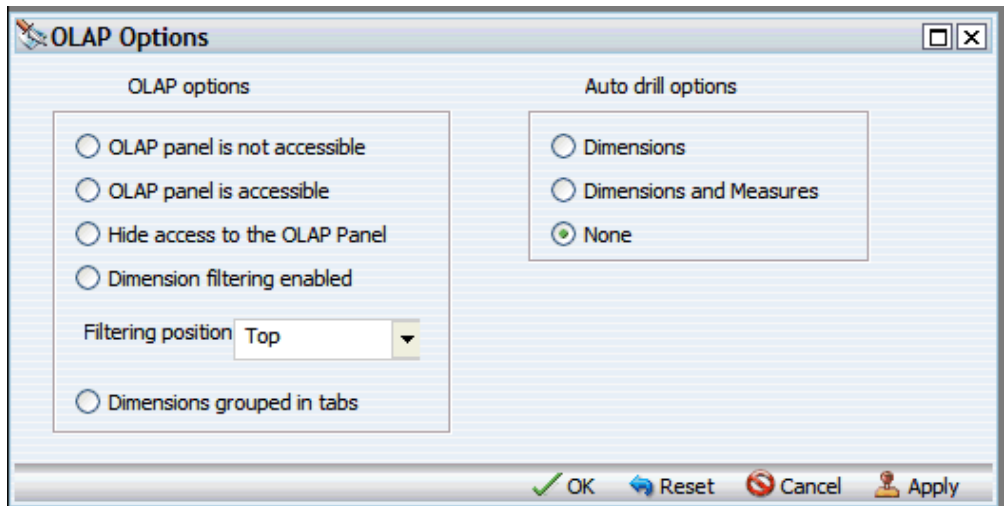 OLAP Options
OLAP options
OLAP panel is not accessible
OLAP panel is accessible
Hide access to the OLAP Panel
Dimension filtering enabled
Filtering position Top
Dimensions grouped in tabs
Auto drill options
Dimensions
Dimensions and Measures
None
OK Reset Cancel Apply